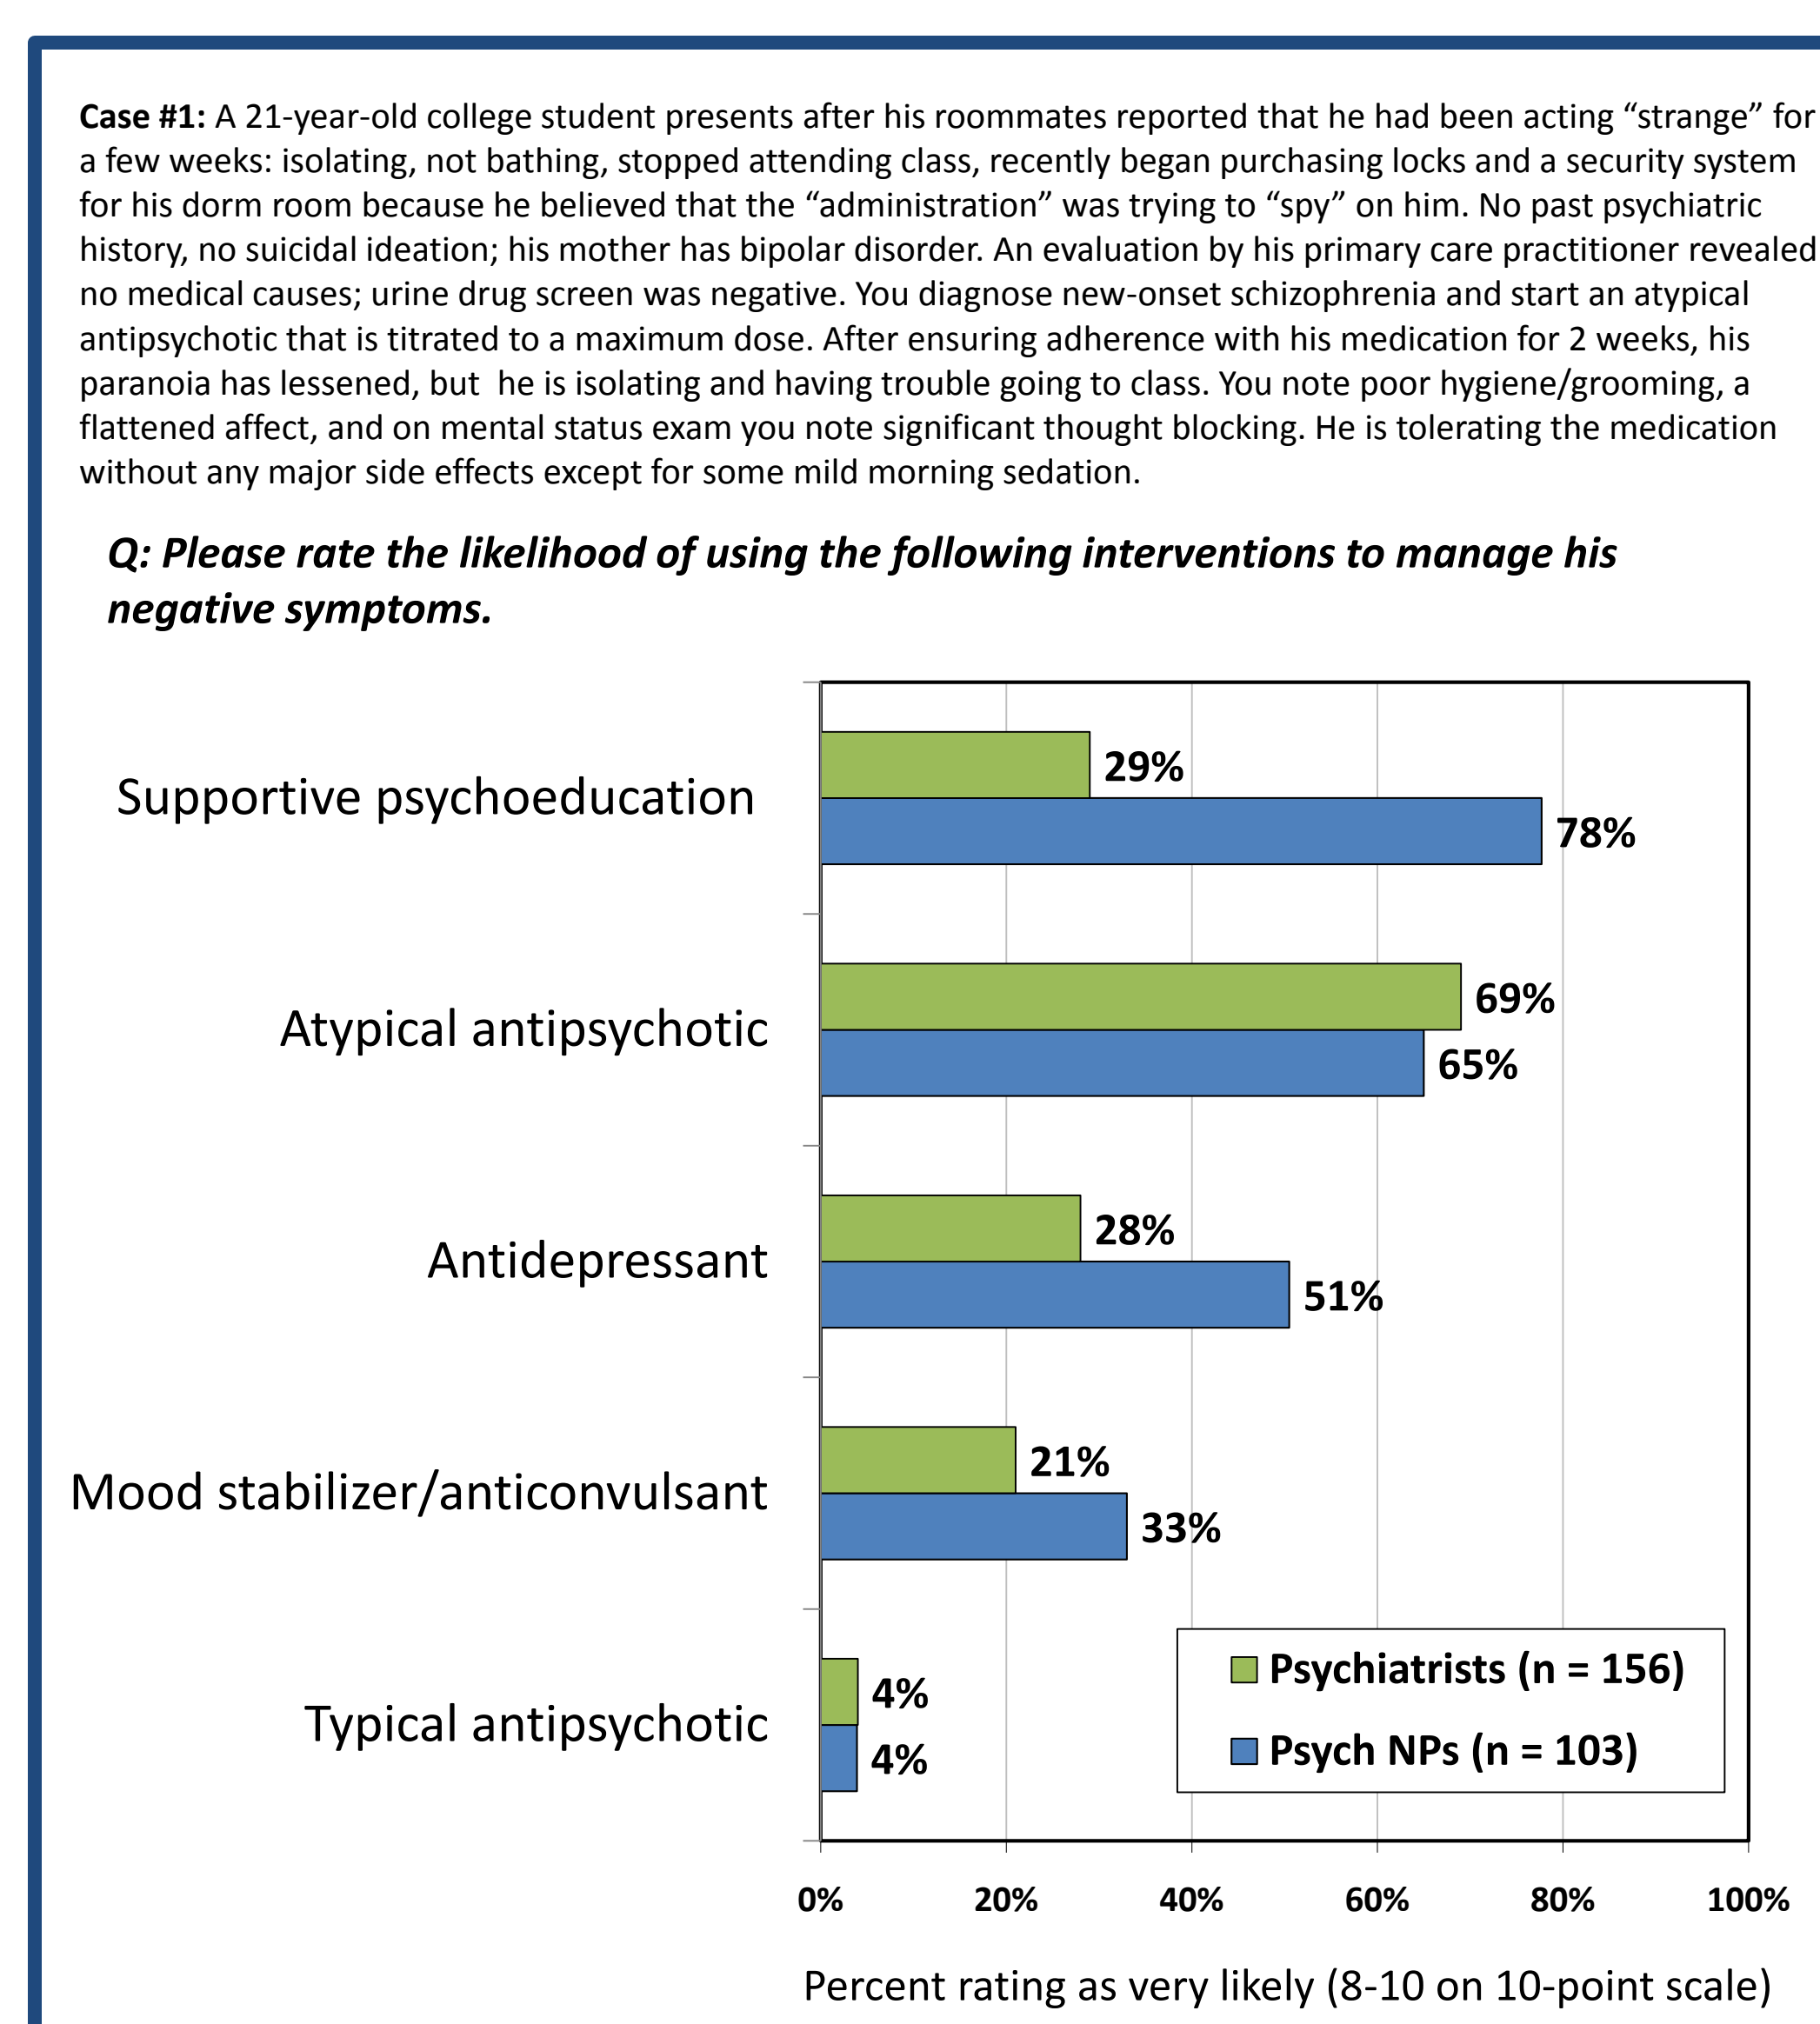 Case #1: A 21-year-old college student presents after his roommates reported that he had been acting “strange” for
a few weeks: isolating, not bathing, stopped attending class, recently began purchasing locks and a security system
for his dorm room because he believed that the “administration” was trying to “spy” on him. No past psychiatric
history, no suicidal ideation; his mother has bipolar disorder. An evaluation by his primary care practitioner revealed
no medical causes; urine drug screen was negative. You diagnose new-onset schizophrenia and start an atypical
antipsychotic that is titrated to a maximum dose. After ensuring adherence with his medication for 2 weeks, his
paranoia has lessened, but  he is isolating and having trouble going to class. You note poor hygiene/grooming, a
flattened affect, and on mental status exam you note significant thought blocking. He is tolerating the medication
without any major side effects except for some mild morning sedation.
Q: Please rate the likelihood of using the following interventions to manage his
negative symptoms.
Supportive psychoeducation
29%
78%
Atypical antipsychotic
69%
65%
Antidepressant
28%
51%
Mood stabilizer/anticonvulsant
21%
33%
Typical antipsychotic
4%
4%
Psychiatrists (n = 156)
Psych NPs (n = 103)
0% 20% 40% 60% 80% 100%
Percent rating as very likely (8-10 on 10-point scale)